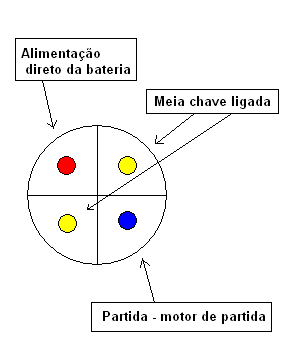 Alimentação
direto da bateria
Meia chave ligada
Partida - motor de partida